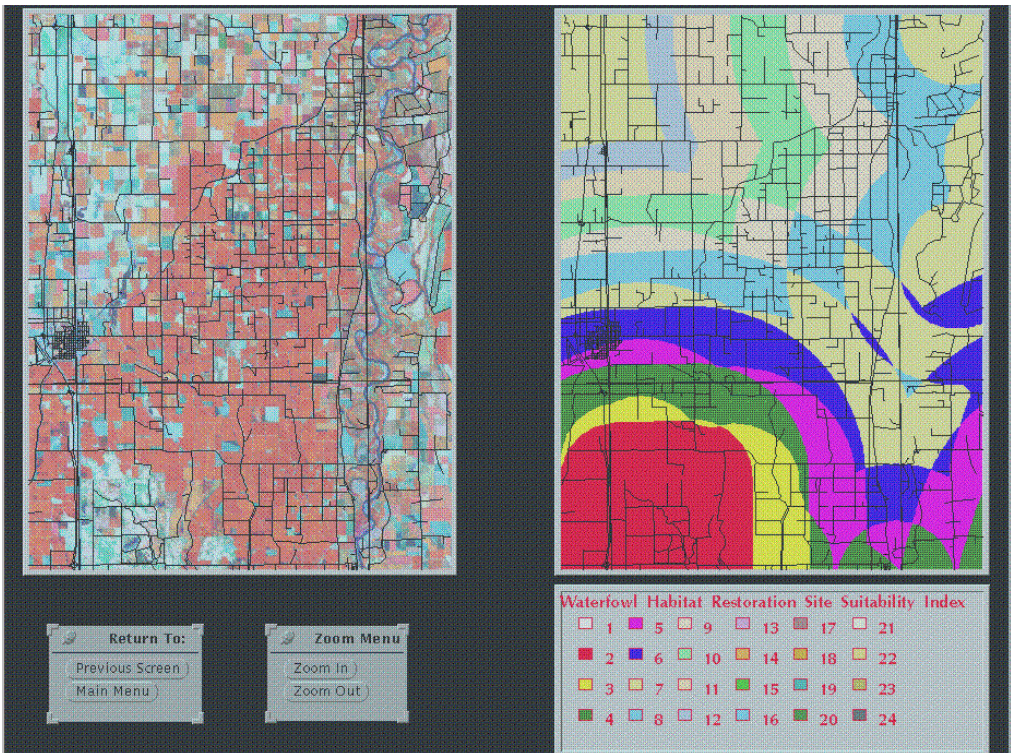 Waterfowl Habitat Restoration Site Suitability Index
1 5 9 13 17 21
2 6 10 14 18 22
3 7 11 15 19 23
4 8 12 16 20 24
Return To:
Previous Screen
Main Menu
Zoom Menu
Zoom In
Zoom Out